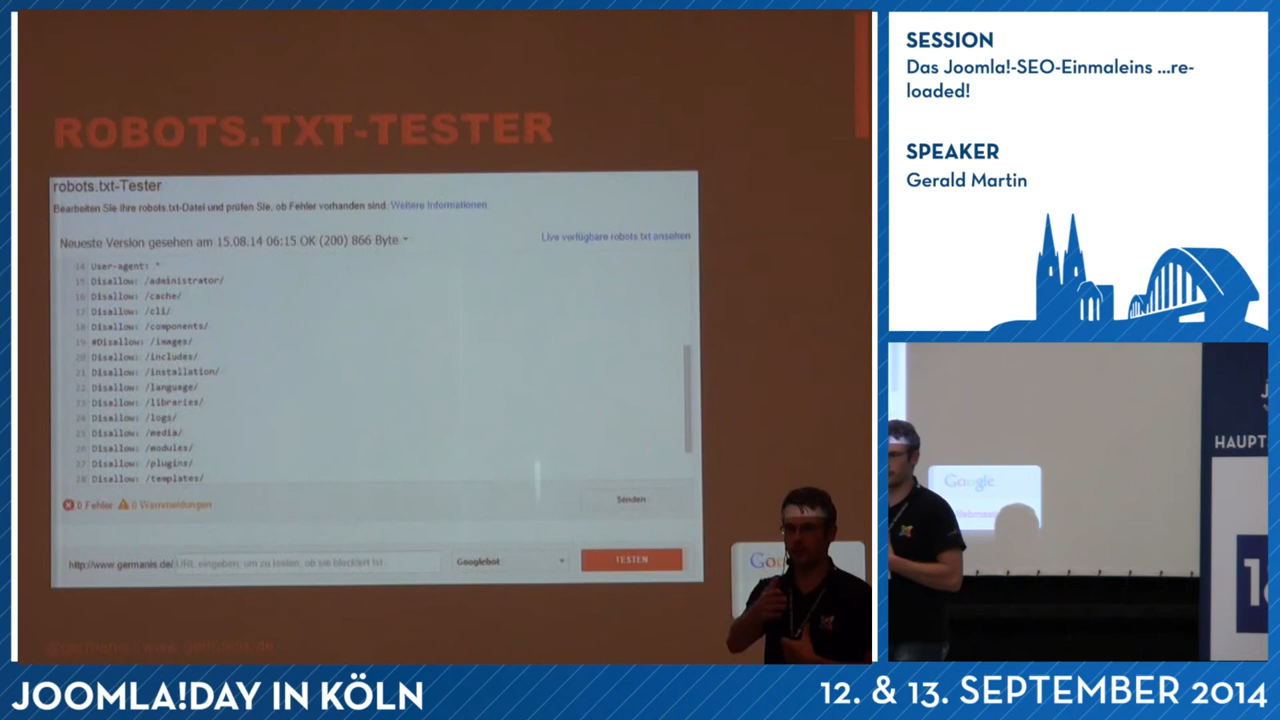 ROBOTS.TXT-TESTER
robots.txt-Tester
Bearbeiten Sie Ihre robots.txt-Datei und prüfen Sie, ob Fehler vorhanden sind. Weitere Informationen
Neueste Version gesehen am 15.08.14 06:15 OK (200) 866 Byte
Live verfügbare robots.txt ansehen
14 User-agent: *
15 Disallow: /administrator/
16 Disallow: /cache/
17 Disallow: /cli/
18 Disallow: /components/
19 #Disallow: /images/
20 Disallow: /includes/
21 Disallow: /installation/
22 Disallow: /language/
23 Disallow: /libraries/
24 Disallow: /logs/
25 Disallow: /media/
26 Disallow: /modules/
27 Disallow: /plugins/
28 Disallow: /templates/
0 Fehler 0 Warnmeldungen
Senden
http://www.germanis.de/ URL eingeben, um zu testen, ob sie blockiert ist
Googlebot
TESTEN
SESSION
Das Joomla!-SEO-Einmaleins ...re-
loaded!
SPEAKER
Gerald Martin
Google
HAUPT
JOOMLA!DAY IN KÖLN
12. & 13. SEPTEMBER 2014